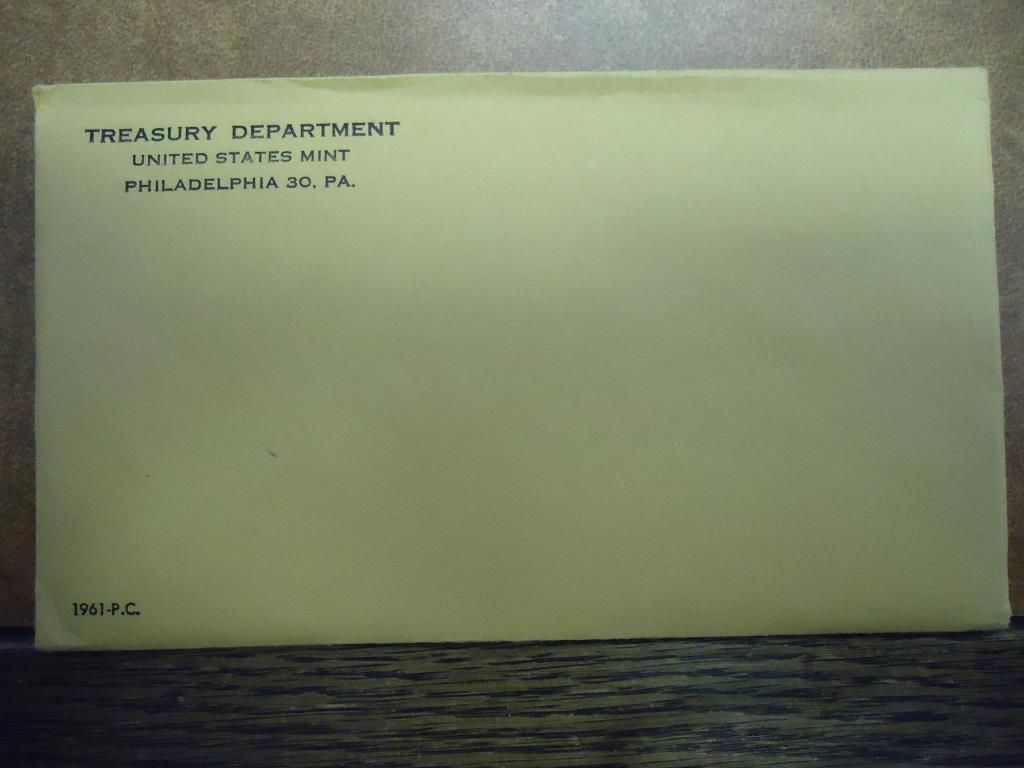 TREASURY DEPARTMENT
UNITED STATES MINT
PHILADELPHIA 30, PA.
1961-P.C.